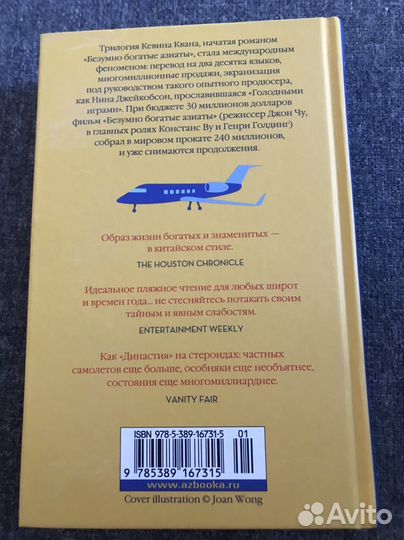 Трилогия Кевина Квана, начатая романом
«Безумно богатые азиаты», стала международным
феноменом: перевод на два десятка языков,
многомиллионные продажи, экранизация
под руководством такого опытного продюсера,
как Нина Джейкобсон, прославившаяся «Голодными
играми». При бюджете 30 миллионов долларов
фильм «Безумно богатые азиаты» (режиссер Джон Чу,
в главных ролях Констанс Ву и Генри Голдинг)
собрал в мировом прокате 240 миллионов,
и уже снимаются продолжения.
Образ жизни богатых и знаменитых —
в китайском стиле.
THE HOUSTON CHRONICLE
Идеальное пляжное чтение для любых широт
и времен года... не стесняйтесь потакать своим
тайным и явным слабостям.
ENTERTAINMENT WEEKLY
Как «Династия» на стероидах: частных
самолетов еще больше, особняки еще необъятнее,
состояния еще многомиллиарднее.
VANITY FAIR
ISBN 978-5-389-16731-5 01
9 785389 167315
www.azbooka.ru
Cover illustration © Joan Wong
Avito